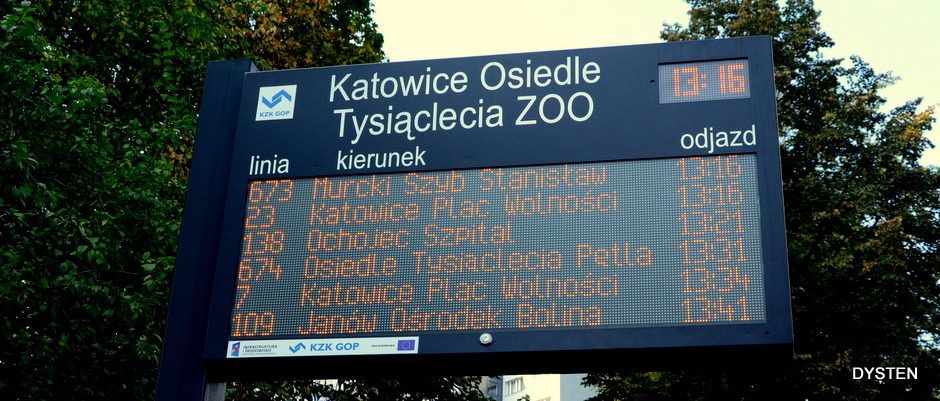 Katowice Osiedle
Tysiąclecia ZOO
13:16
KZK GOP
linia kierunek odjazd
673 Murcki Szyb Stanisław 13:16
23 Katowice Plac Wolności 13:16
138 Ochojec Szpital 13:21
674 Osiedle Tysiąclecia Pętla 13:31
7 Katowice Plac Wolności 13:34
109 Janów Ośrodek Bolina 13:41
INFRASTRUKTURA
I ŚRODOWISKO
KZK GOP
DYSTEN